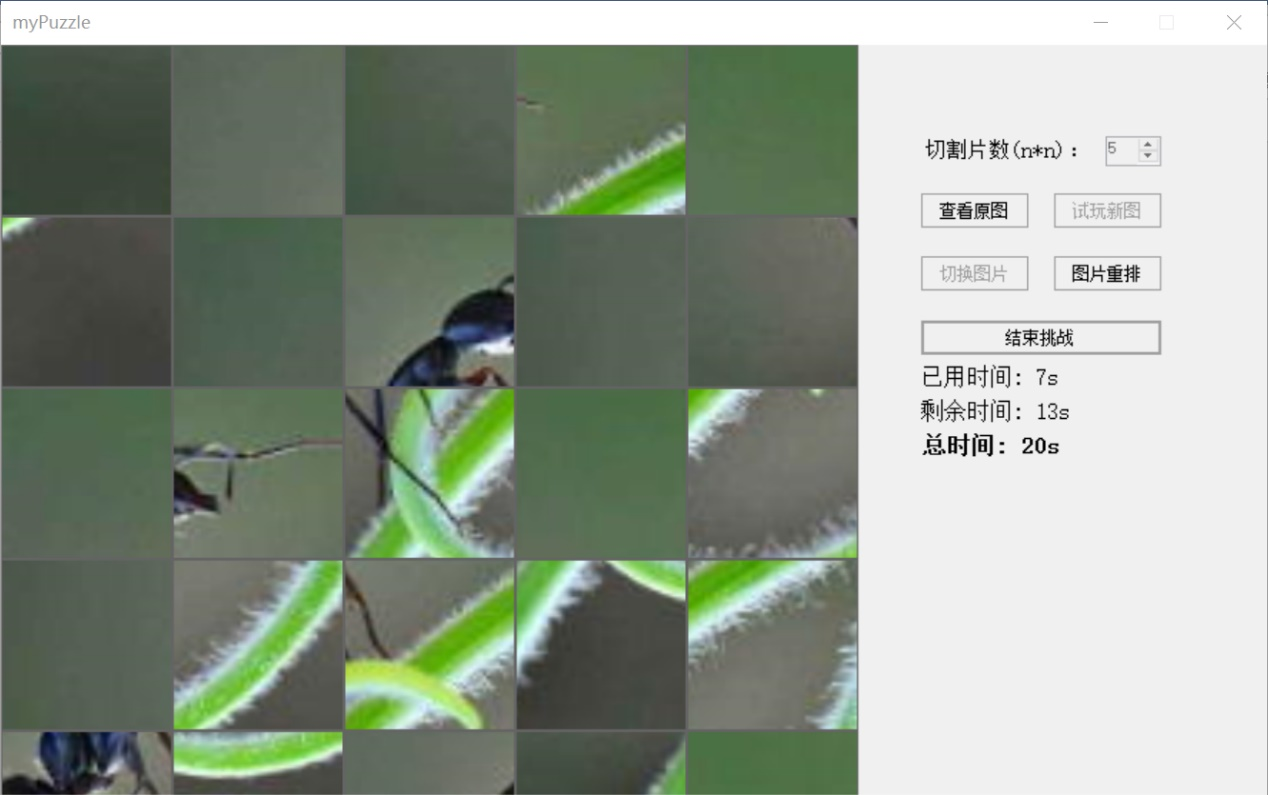 myPuzzle
切割片数(n*n)： 5
查看原图 试玩新图
切换图片 图片重排
结束挑战
已用时间: 7s
剩余时间: 13s
总时间: 20s